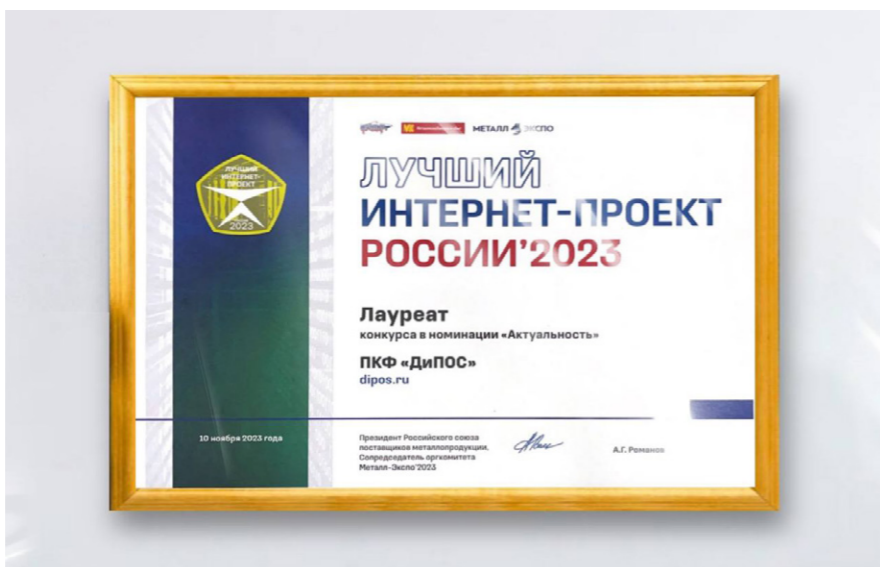 МЕТАЛЛ ЭКСПО
ЛУЧШИЙ
ИНТЕРНЕТ-ПРОЕКТ
РОССИИ'2023
ЛУЧШИЙ
ИНТЕРНЕТ-
ПРОЕКТ
2023
Лауреат
конкурса в номинации «Актуальность»
ПКФ «ДиПОС»
dipos.ru
10 ноября 2023 года
Президент Российского союза
поставщиков металлопродукции,
Сопредседатель оргкомитета
Металл-Экспо'2023
А.Г. Романов